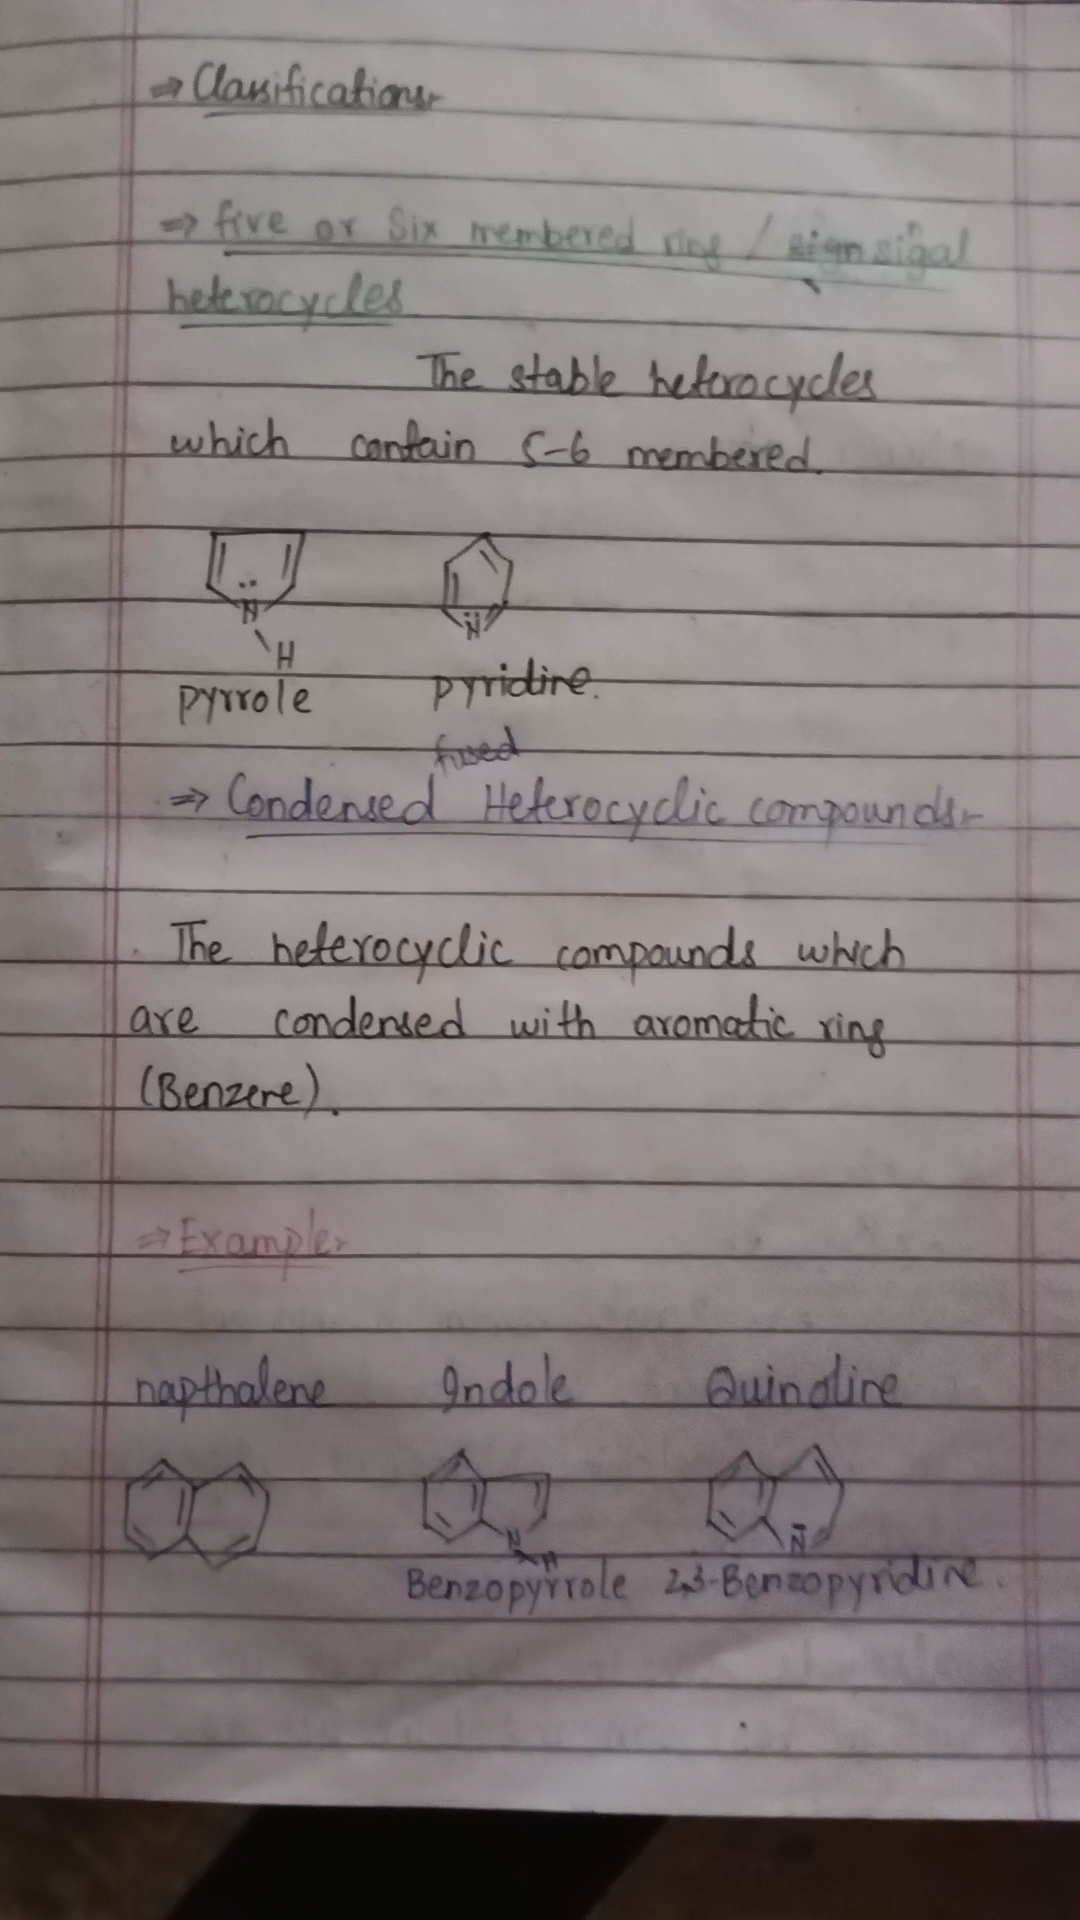 ⇒ Classification:-
⇒ five or Six membered ring / sigal
heterocycles
The stable heterocycles
which contain 5-6 membered.
N
H
N
pyrrole pyridine.
fused
⇒ Condensed Heterocyclic compounds:-
The heterocyclic compounds which
are condensed with aromatic ring
(Benzene).
⇒ Example:-
napthalene Indole Quinoline
N
H
N
Benzopyrrole 2,3-Benzopyridine.